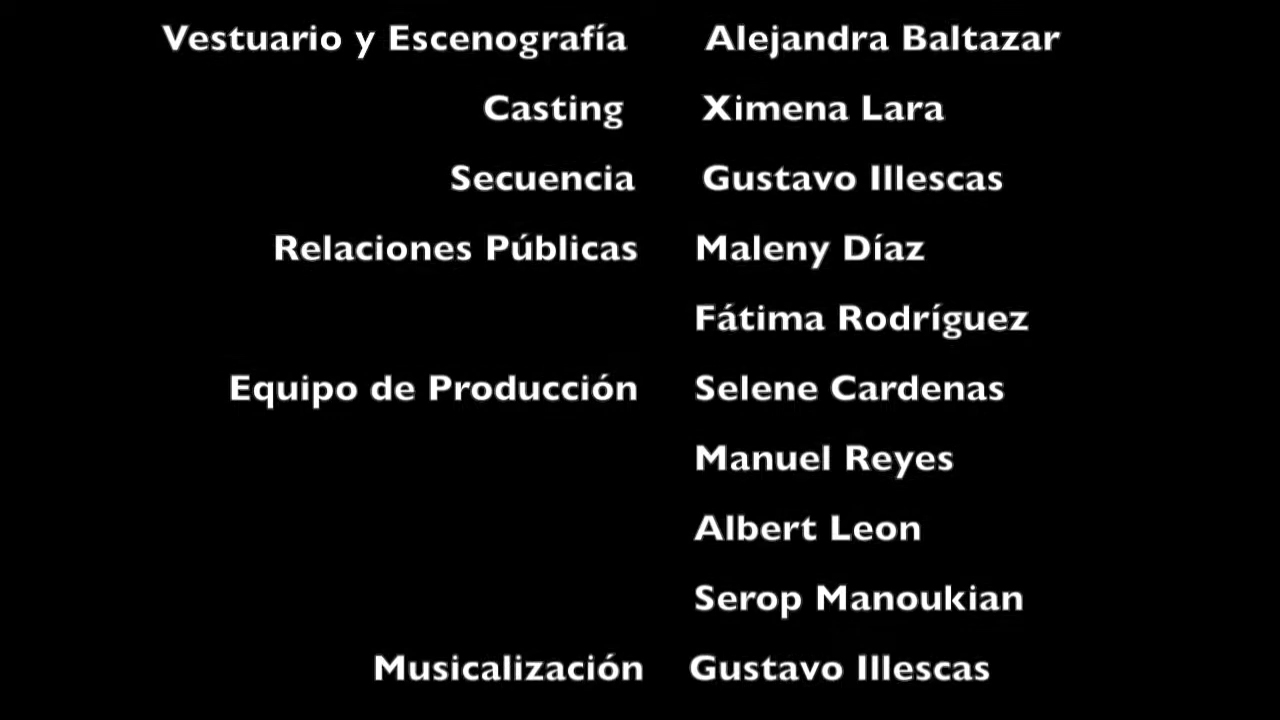 Vestuario y Escenografía Alejandra Baltazar
Casting Ximena Lara
Secuencia Gustavo Illescas
Relaciones Públicas Maleny Díaz
Fátima Rodríguez
Equipo de Producción Selene Cardenas
Manuel Reyes
Albert Leon
Serop Manoukian
Musicalización Gustavo Illescas